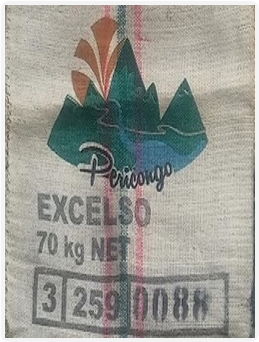 Pericongo
EXCELSO
70 kg NET
3 259 0088